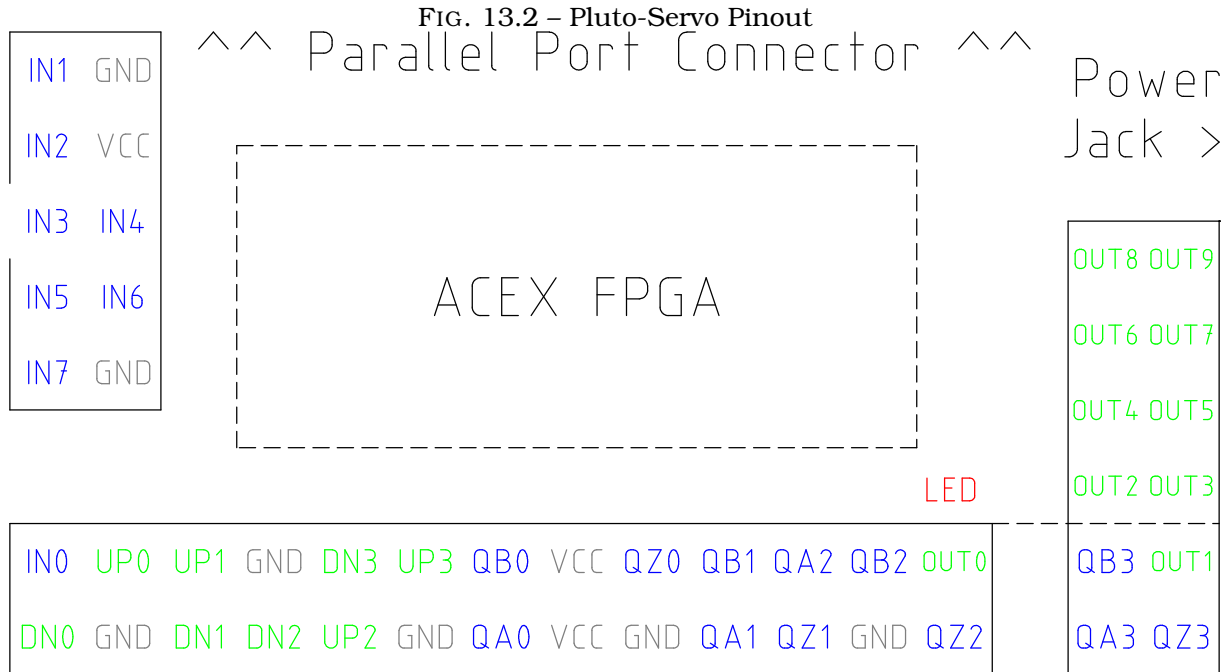 FIG. 13.2 – Pluto-Servo Pinout
^^ Parallel Port Connector ^^
IN1 GND
Power
IN2 VCC
Jack >
IN3 IN4
OUT8 OUT9
IN5 IN6
ACEX FPGA
OUT6 OUT7
IN7 GND
OUT4 OUT5
LED
OUT2 OUT3
IN0 UP0 UP1 GND DN3 UP3 QB0 VCC QZ0 QB1 QA2 QB2 OUT0
QB3 OUT1
DN0 GND DN1 DN2 UP2 GND QA0 VCC GND QA1 QZ1 GND QZ2
QA3 QZ3